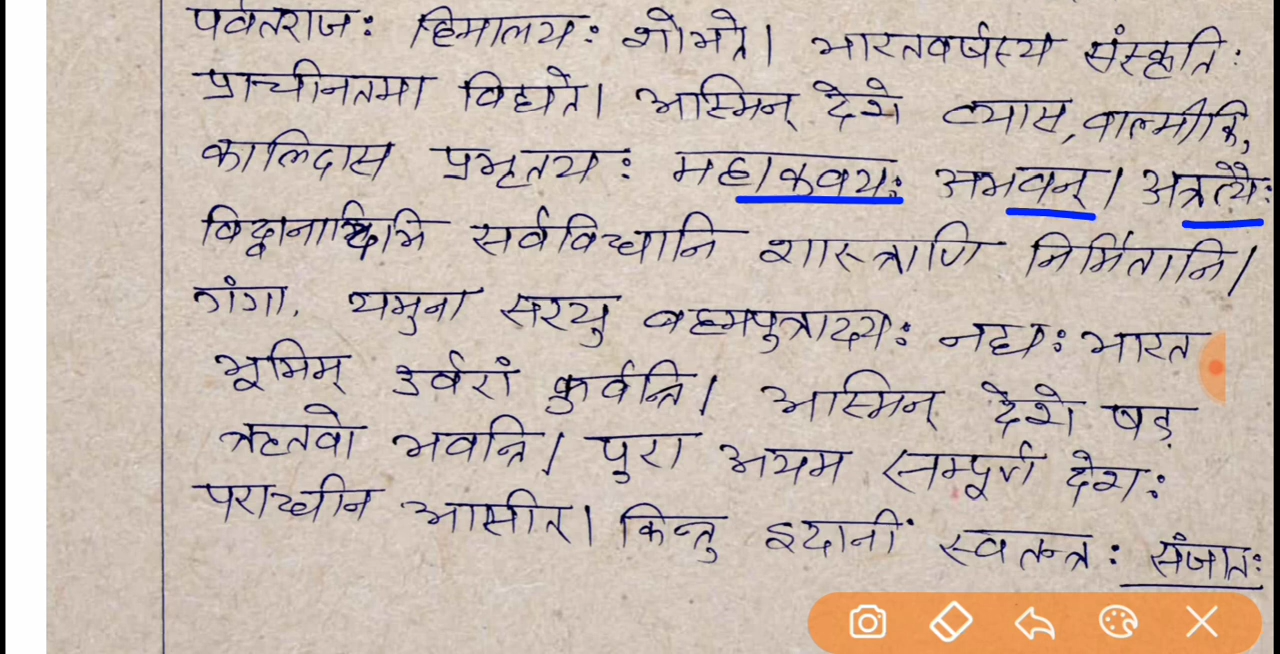 पर्वतराजः हिमालयः शोभते। भारतवर्षस्य संस्कृतिः
प्राचीनतमा विद्यते। अस्मिन् देशे व्यास, वाल्मीकि,
कालिदास प्रभृतयः महाकवयः अभवन्। अत्रत्यैः
सर्वविधानि शास्त्राणि निर्मितानि।
गंगा, यमुना सरयु ब्रह्मपुत्रादयः नद्यः भारत
भूमिम् उर्वरां कुर्वन्ति। अस्मिन् देशे षड्
ऋतवो भवन्ति। पुरा अयम सम्पूर्ण देशः
पराधीन आसीत्। किन्तु इदानीं स्वतन्त्रः संजातः